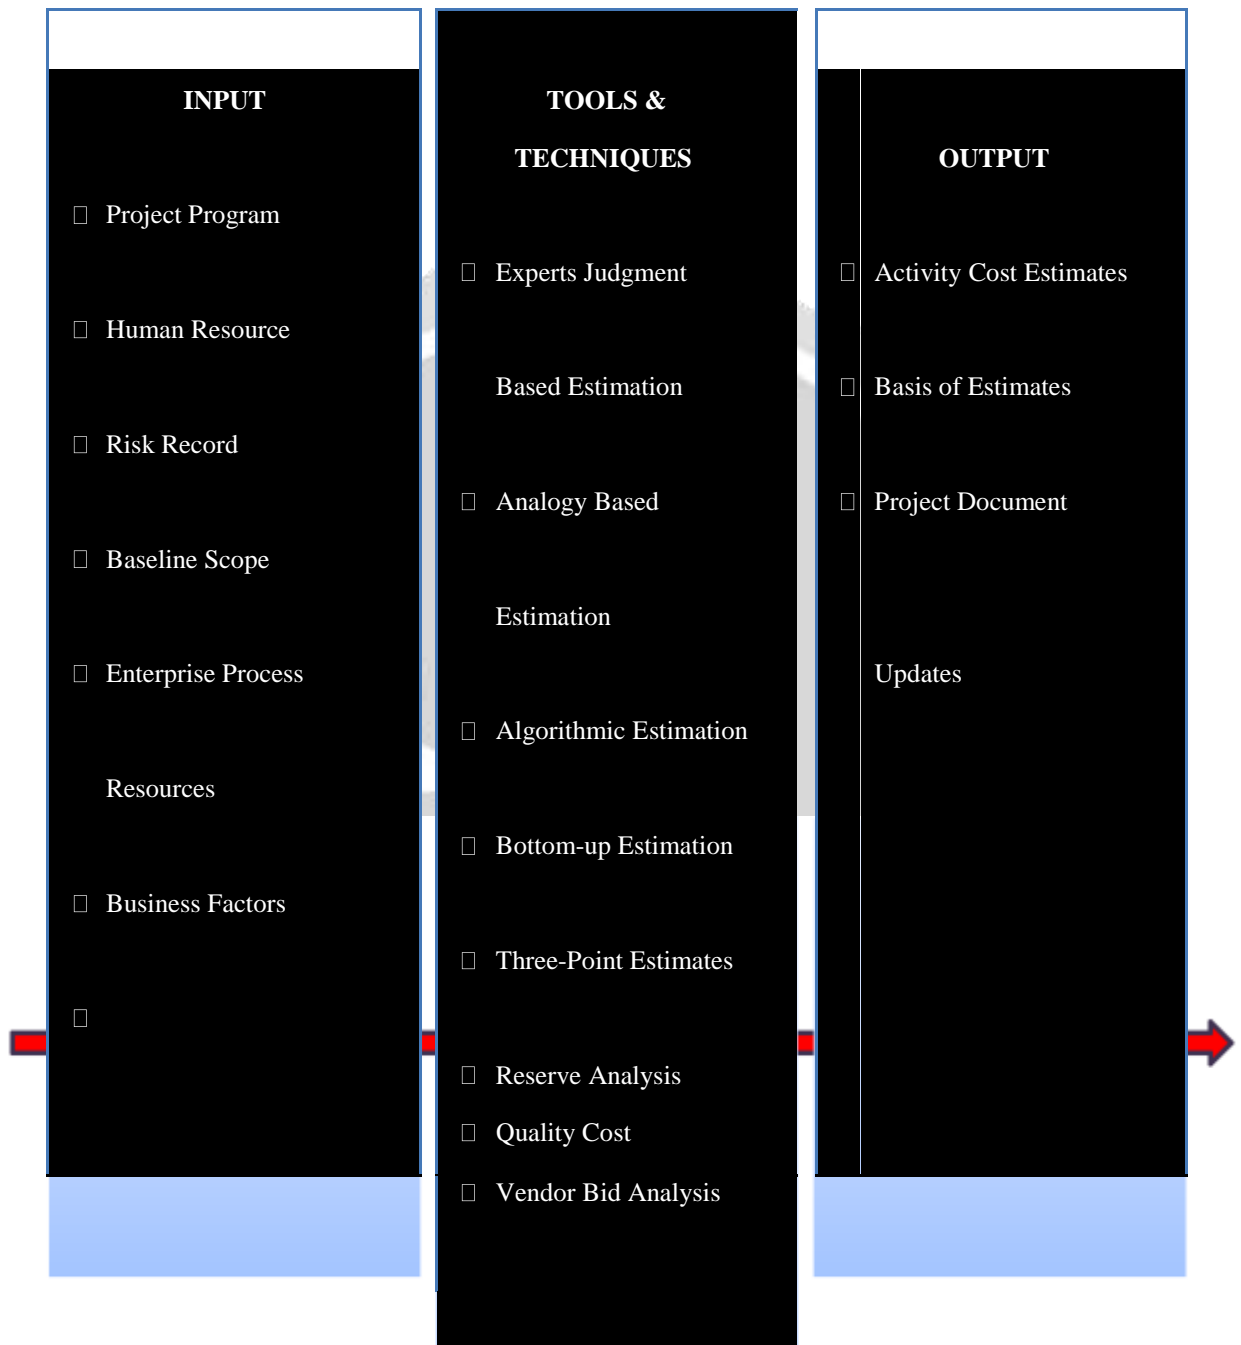 INPUT
Project Program
Human Resource
Risk Record
Baseline Scope
Enterprise Process
Resources
Business Factors
TOOLS &
TECHNIQUES
Experts Judgment
Based Estimation
Analogy Based
Estimation
Algorithmic Estimation
Bottom-up Estimation
Three-Point Estimates
Reserve Analysis
Quality Cost
Vendor Bid Analysis
OUTPUT
Activity Cost Estimates
Basis of Estimates
Project Document
Updates